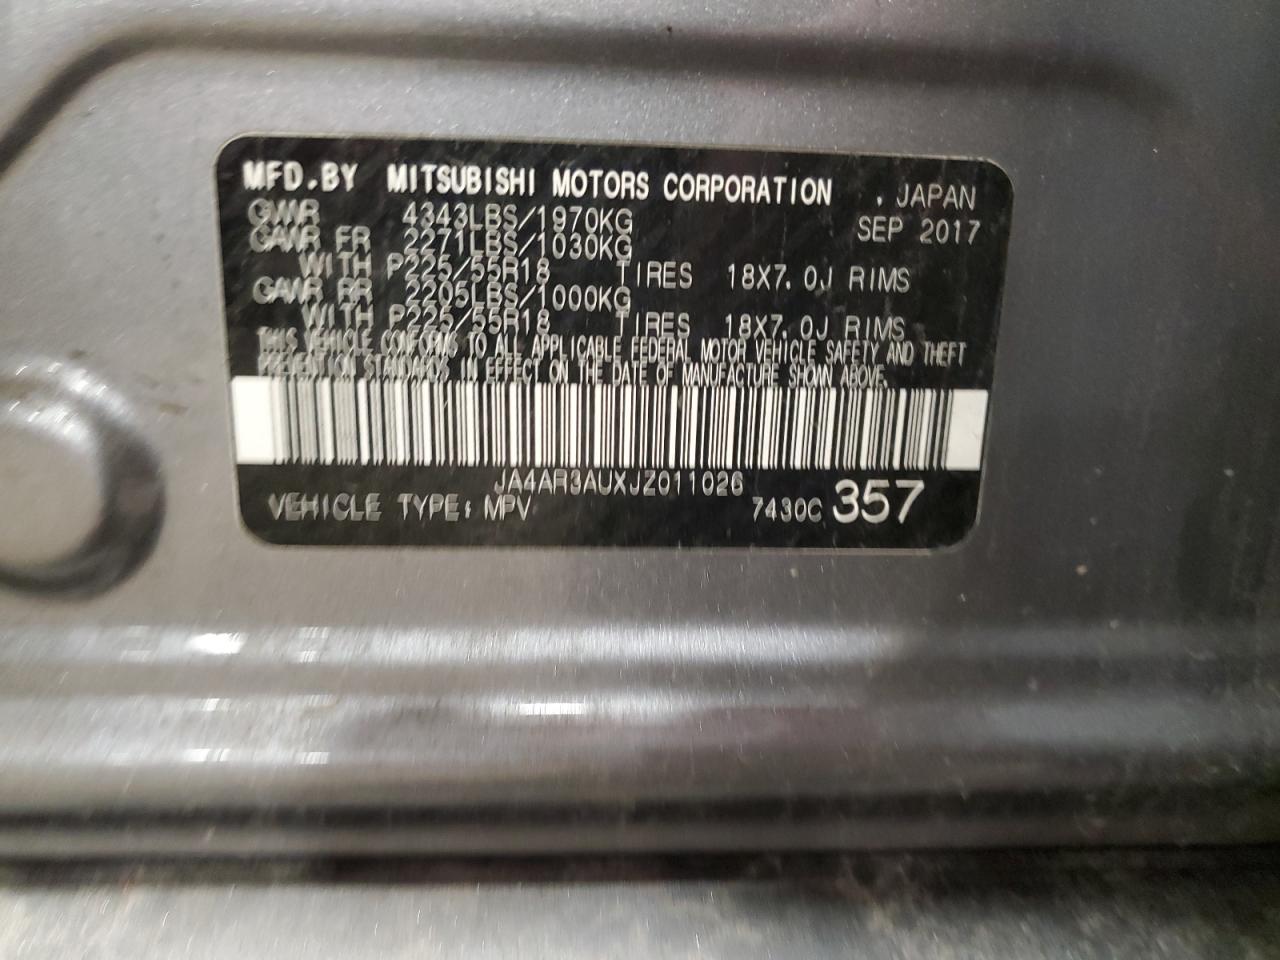 MFD.BY MITSUBISHI MOTORS CORPORATION , JAPAN
GVWR 4343LBS/1970KG SEP 2017
GAWR FR 2271LBS/1030KG
WITH P225/55R18 TIRES 18X7.0J RIMS
GAWR RR 2205LBS/1000KG
WITH P225/55R18 TIRES 18X7.0J RIMS
THIS VEHICLE CONFORMS TO ALL APPLICABLE FEDERAL MOTOR VEHICLE SAFETY AND THEFT
PREVENTION STANDARDS IN EFFECT ON THE DATE OF MANUFACTURE SHOWN ABOVE.
JA4AR3AUXJZ011026
VEHICLE TYPE: MPV 7430C 357